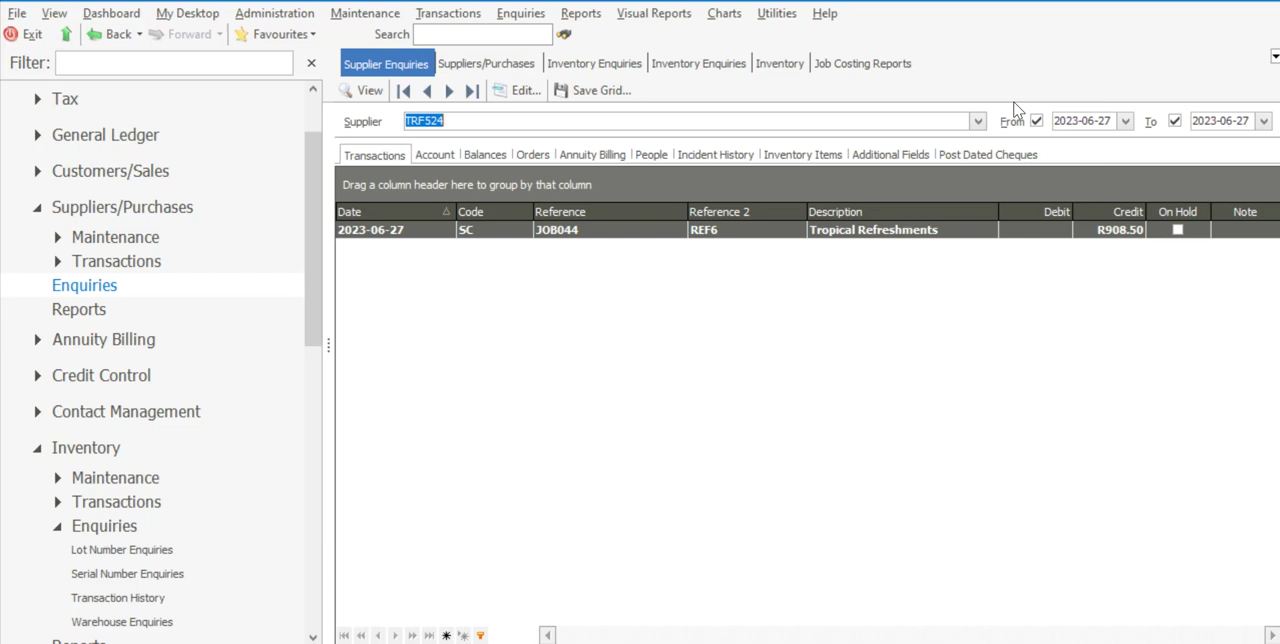 File View Dashboard My Desktop Administration Maintenance Transactions Enquiries Reports Visual Reports Charts Utilities Help
Exit Back Forward Favourites Search
Filter:
Supplier Enquiries Suppliers/Purchases Inventory Enquiries Inventory Enquiries Inventory Job Costing Reports
View Edit... Save Grid...
Supplier TRF524 From 2023-06-27 To 2023-06-27
Transactions Account Balances Orders Annuity Billing People Incident History Inventory Items Additional Fields Post Dated Cheques
Drag a column header here to group by that column
Date Code Reference Reference 2 Description Debit Credit On Hold Note
2023-06-27 SC JOB044 REF6 Tropical Refreshments R908.50
Tax
General Ledger
Customers/Sales
Suppliers/Purchases
Maintenance
Transactions
Enquiries
Reports
Annuity Billing
Credit Control
Contact Management
Inventory
Maintenance
Transactions
Enquiries
Lot Number Enquiries
Serial Number Enquiries
Transaction History
Warehouse Enquiries
Reports